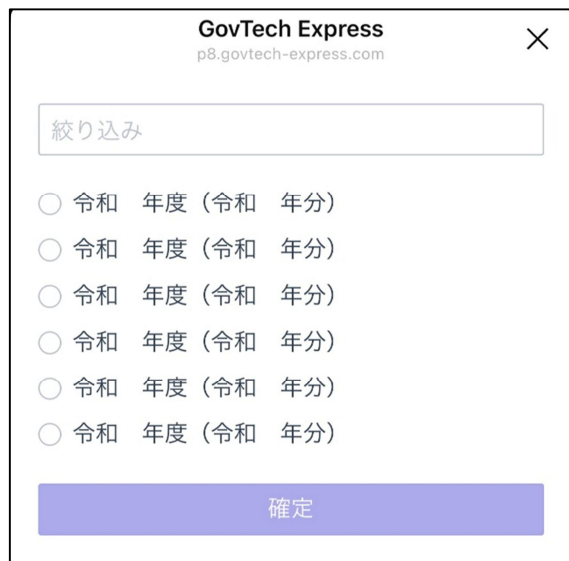 GovTech Express
p8.govtech-express.com
絞り込み
令和　年度（令和　年分）
令和　年度（令和　年分）
令和　年度（令和　年分）
令和　年度（令和　年分）
令和　年度（令和　年分）
令和　年度（令和　年分）
確定